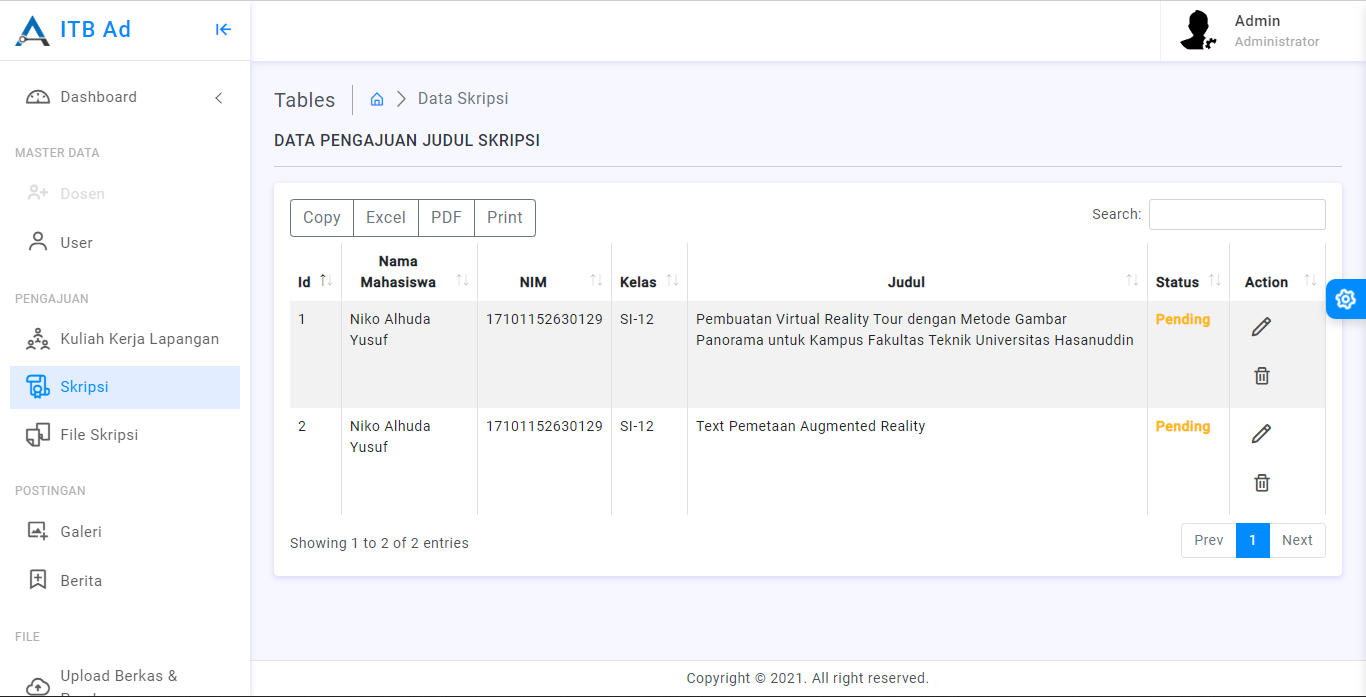 ITB Ad
Admin
Administrator
Dashboard
MASTER DATA
Dosen
User
PENGAJUAN
Kuliah Kerja Lapangan
Skripsi
File Skripsi
POSTINGAN
Galeri
Berita
FILE
Upload Berkas &
Tables
Data Skripsi
DATA PENGAJUAN JUDUL SKRIPSI
Copy Excel PDF Print
Search:
Id Nama Mahasiswa NIM Kelas Judul Status Action
1 Niko Alhuda 17101152630129 SI-12 Pembuatan Virtual Reality Tour dengan Metode Gambar Pending
Yusuf Panorama untuk Kampus Fakultas Teknik Universitas Hasanuddin
2 Niko Alhuda 17101152630129 SI-12 Text Pemetaan Augmented Reality Pending
Yusuf
Showing 1 to 2 of 2 entries
Prev 1 Next
Copyright © 2021. All right reserved.